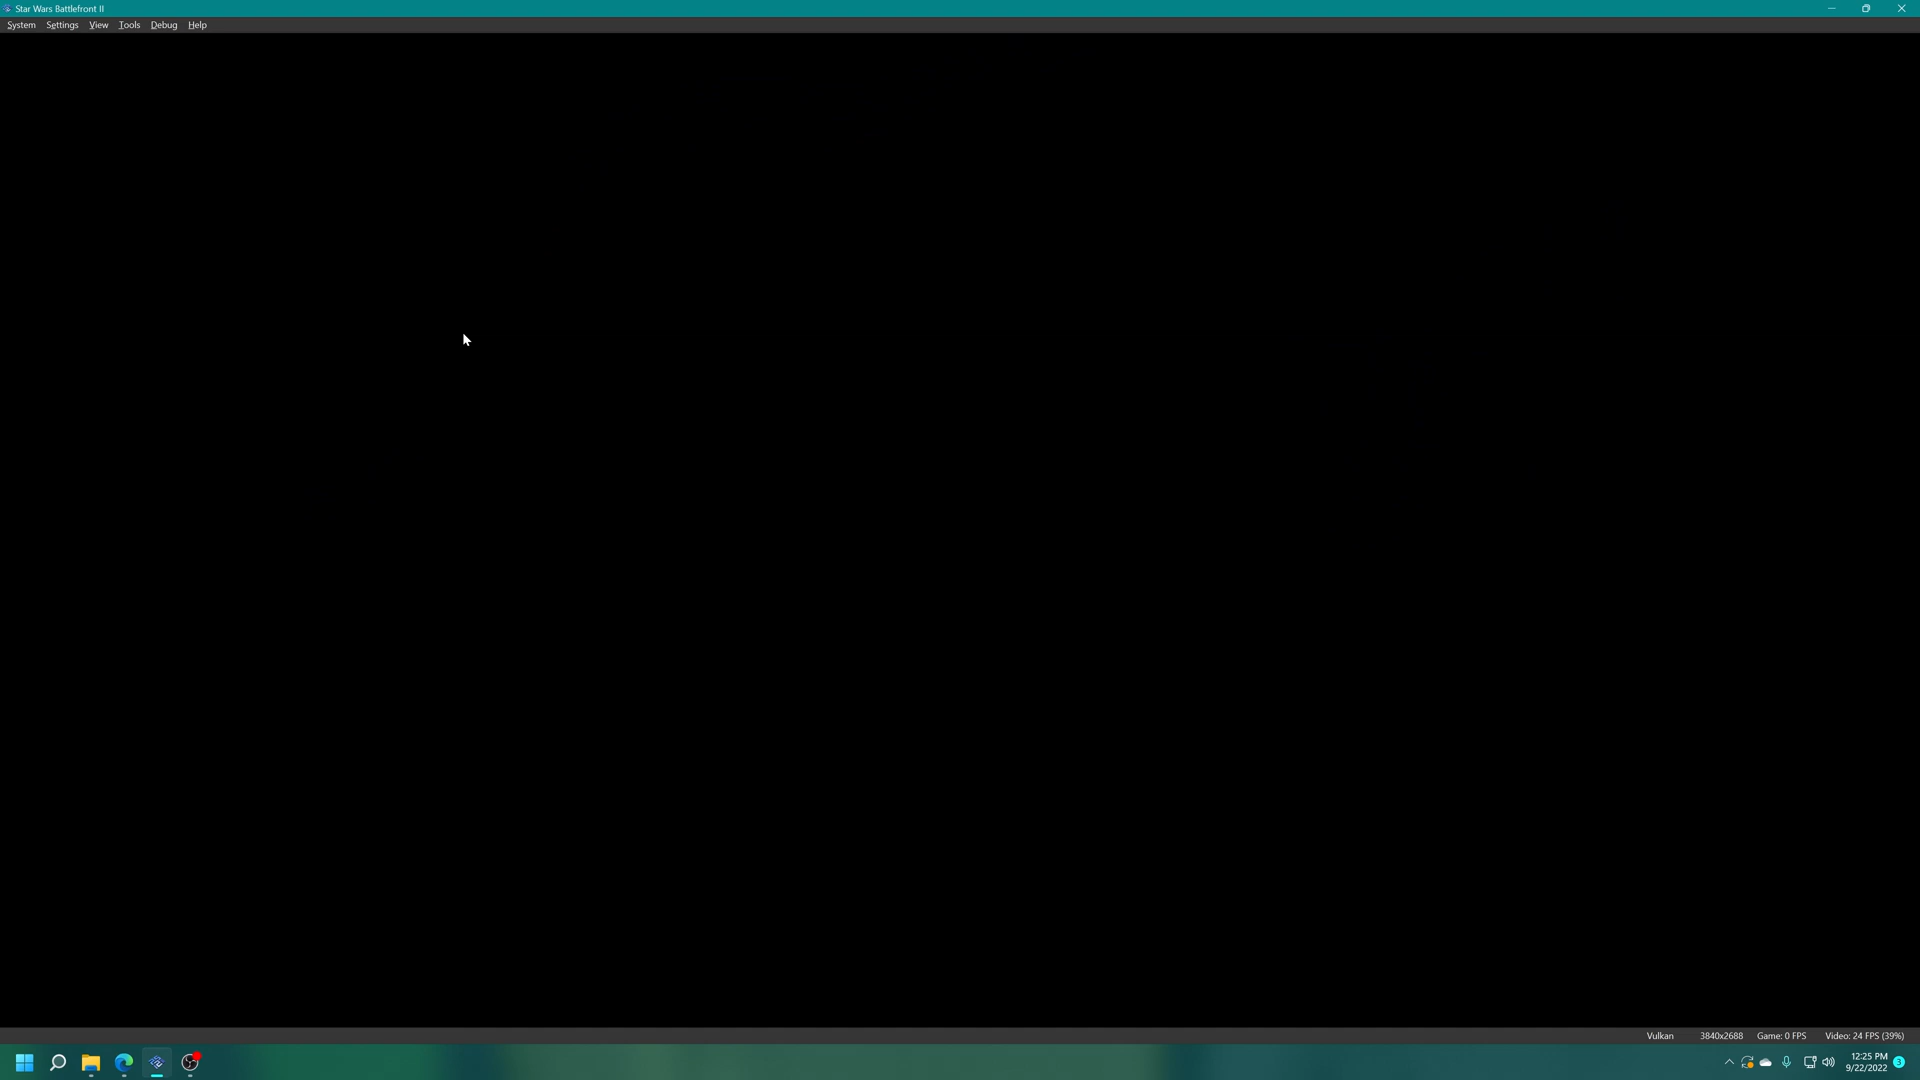 Star Wars Battlefront II
System Settings View Tools Debug Help
Vulkan 3840x2688 Game: 0 FPS Video: 24 FPS (39%)
12:25 PM
9/22/2022
3